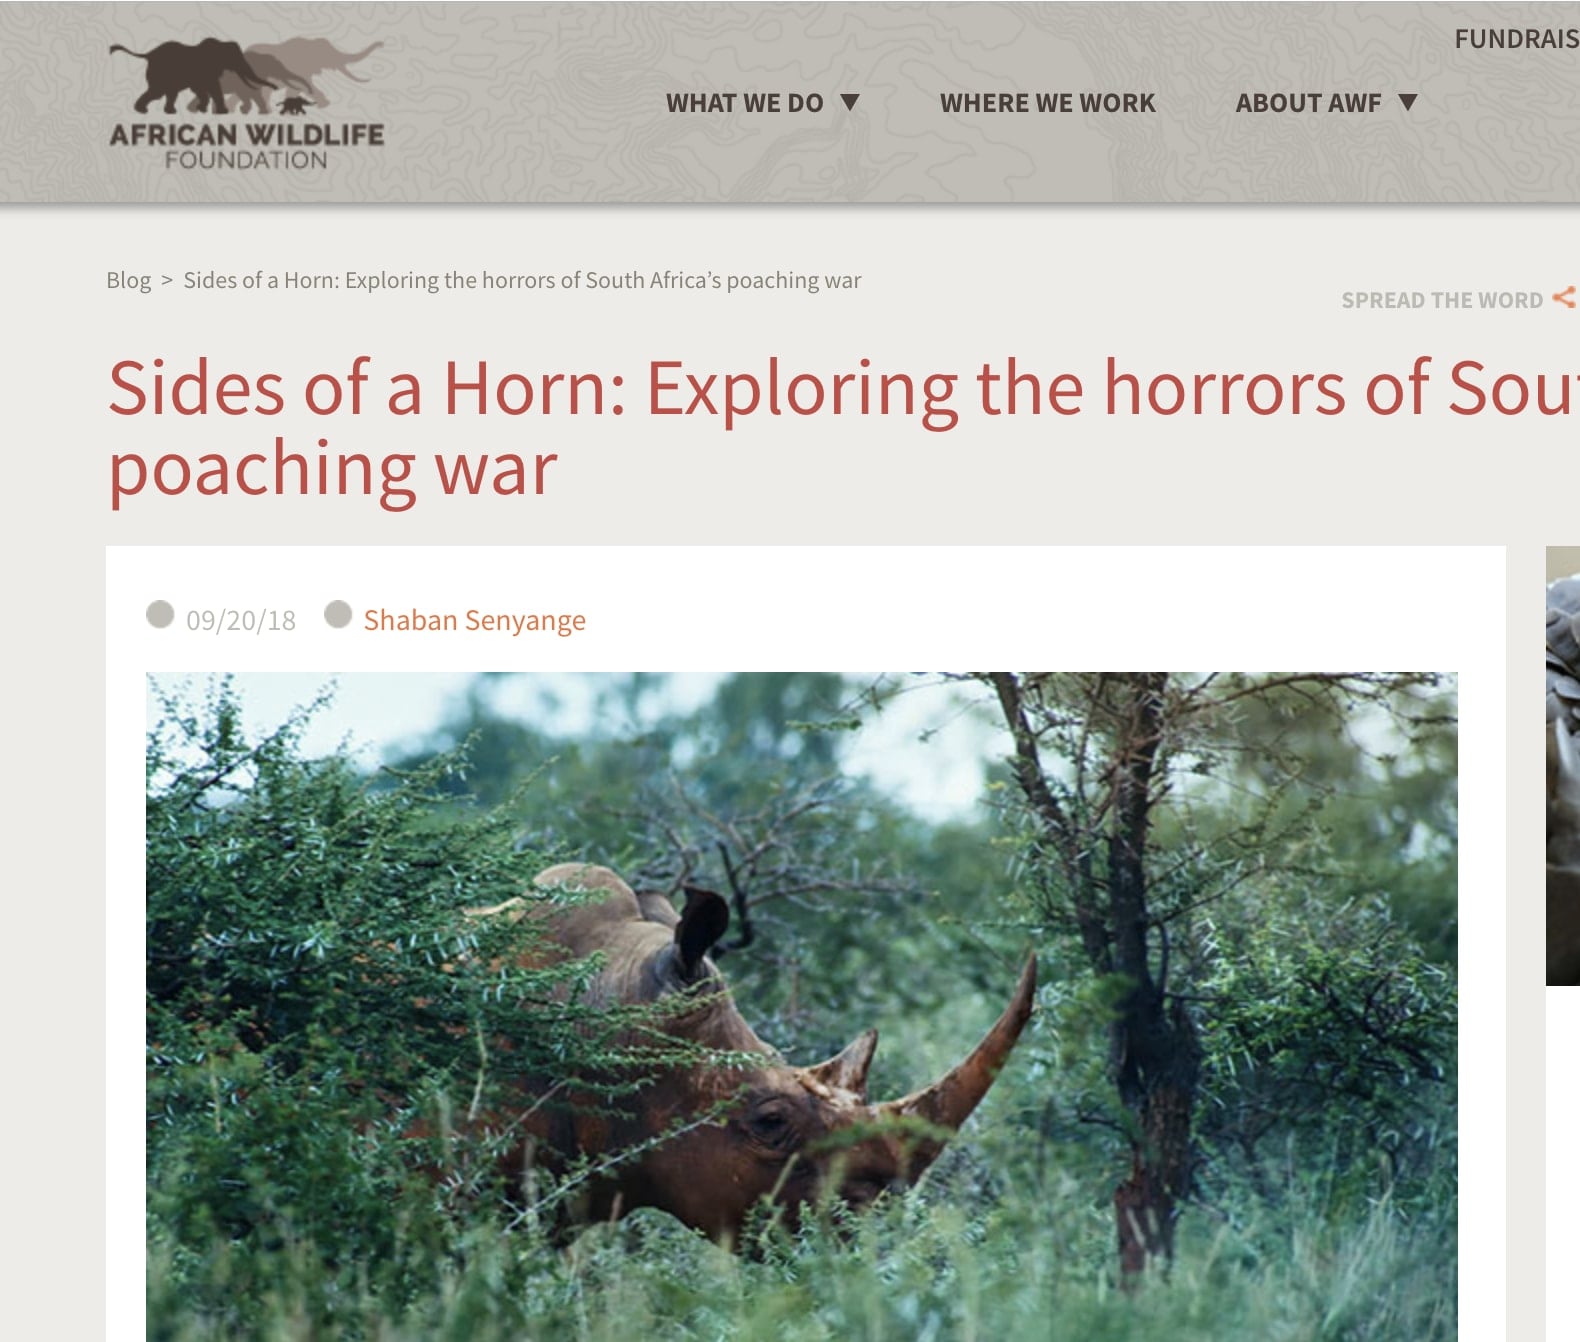 AFRICAN WILDLIFE
FOUNDATION
FUNDRAIS
WHAT WE DO ▼
WHERE WE WORK
ABOUT AWF ▼
Blog > Sides of a Horn: Exploring the horrors of South Africa’s poaching war
SPREAD THE WORD
Sides of a Horn: Exploring the horrors of Sou
poaching war
09/20/18
Shaban Senyange